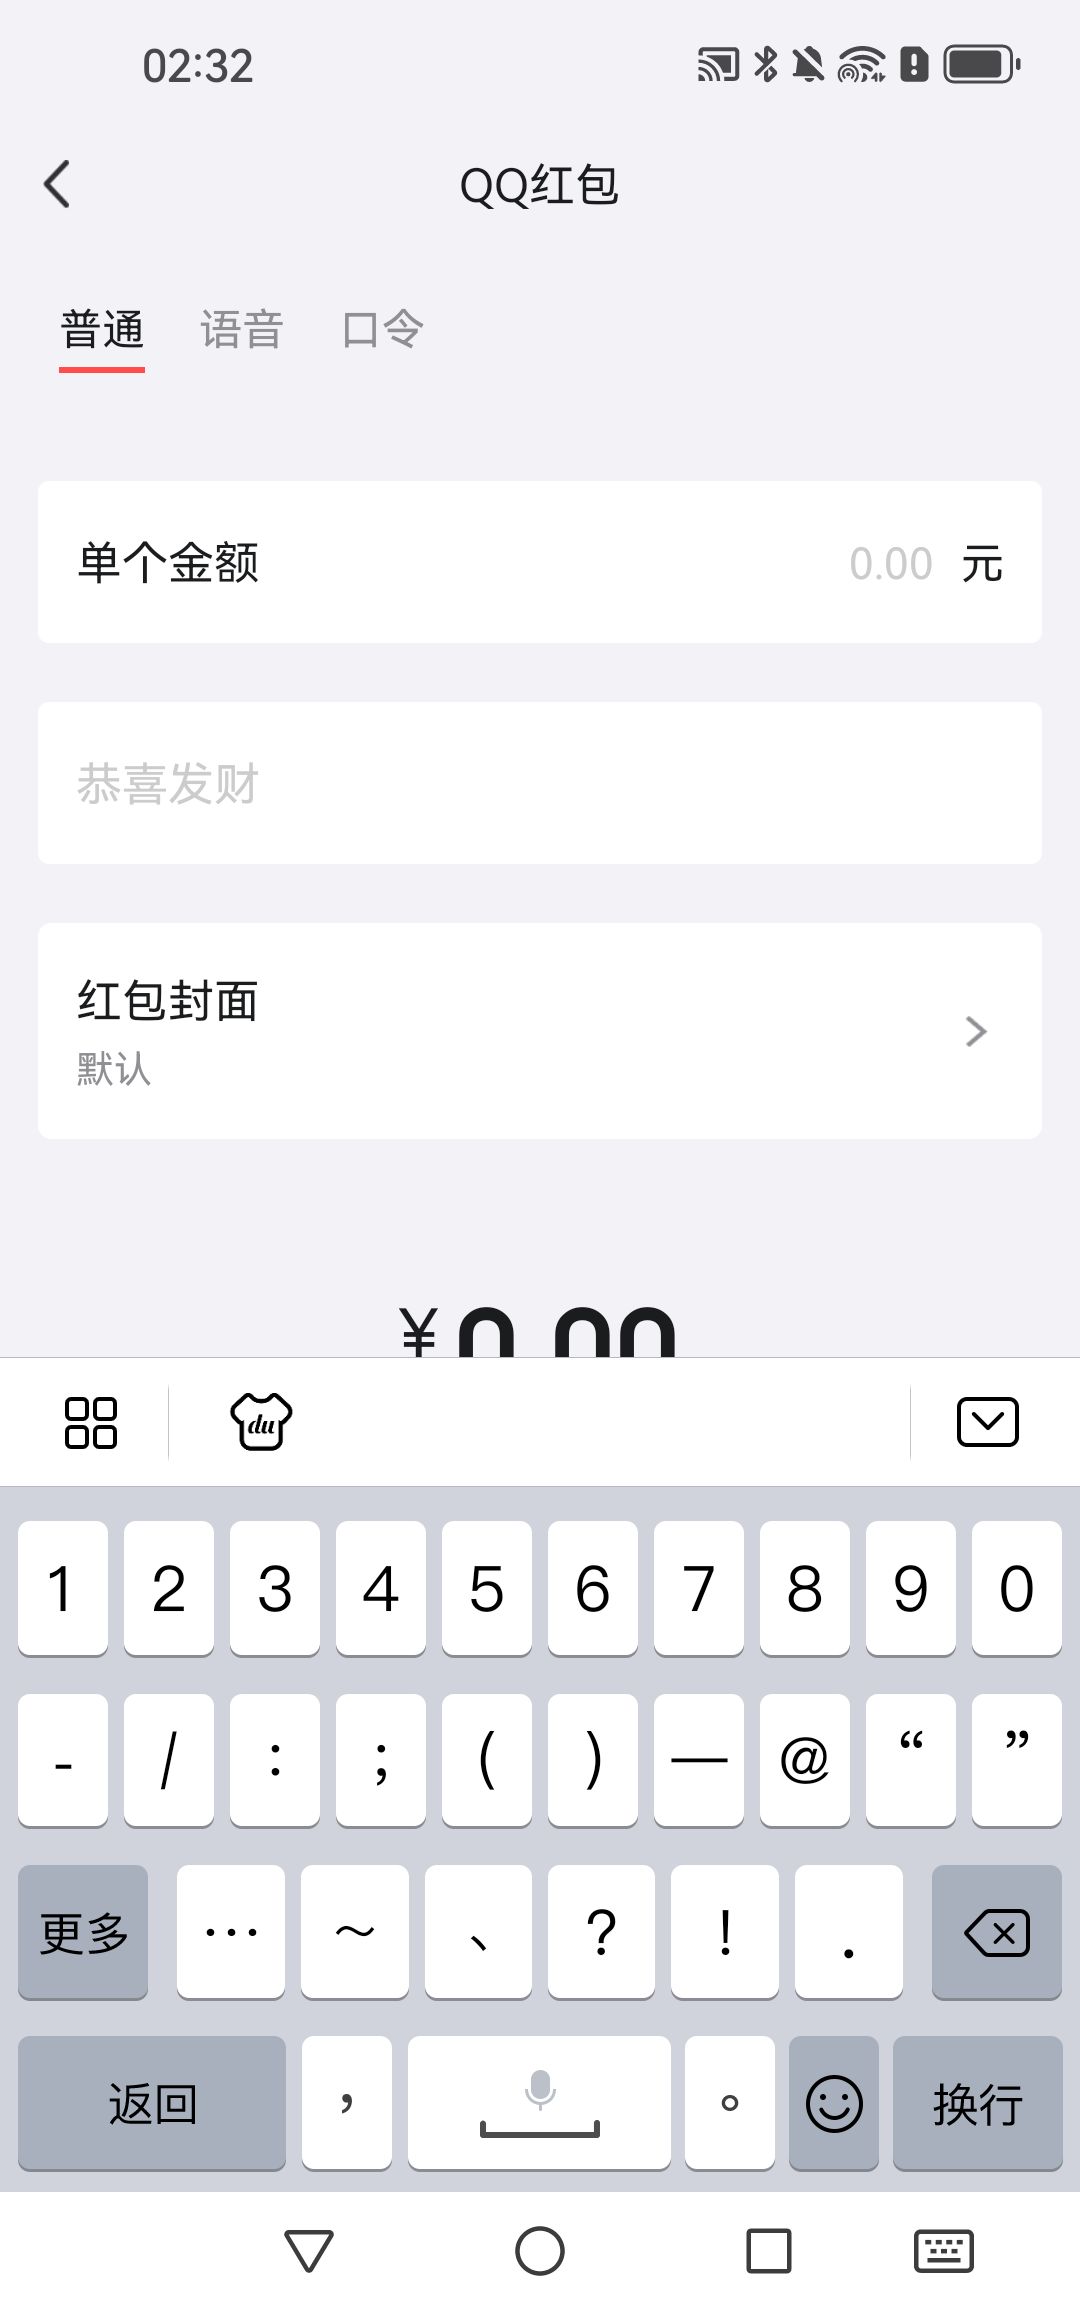 02:32
QQ红包
普通 语音 口令
单个金额 0.00 元
恭喜发财
红包封面
默认
¥0.00
du
1 2 3 4 5 6 7 8 9 0
- / : ; ( ) — @ “ ”
更多 … ~ 、 ? ! .
返回 ， 。 换行